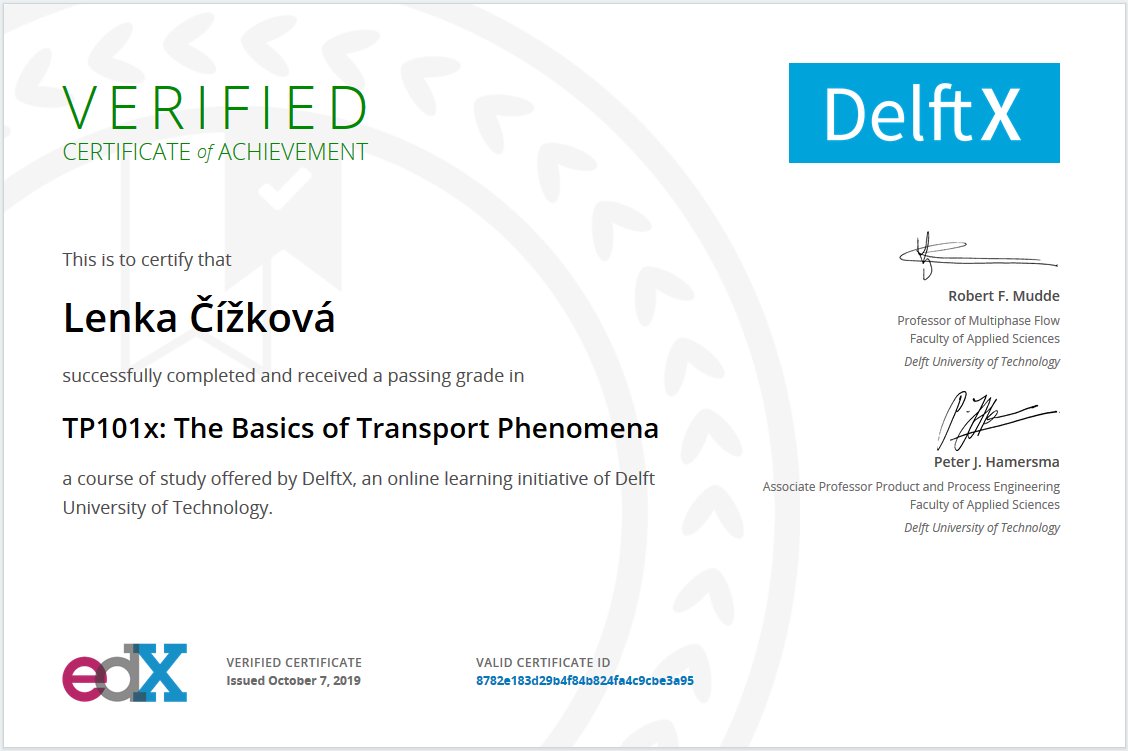 VERIFIED
CERTIFICATE of ACHIEVEMENT
DelftX
This is to certify that
Lenka Čížková
successfully completed and received a passing grade in
TP101x: The Basics of Transport Phenomena
a course of study offered by DelftX, an online learning initiative of Delft
University of Technology.
Robert F. Mudde
Professor of Multiphase Flow
Faculty of Applied Sciences
Delft University of Technology
Peter J. Hamersma
Associate Professor Product and Process Engineering
Faculty of Applied Sciences
Delft University of Technology
edX
VERIFIED CERTIFICATE
Issued October 7, 2019
VALID CERTIFICATE ID
8782e183d29b4f84b824fa4c9cbe3a95